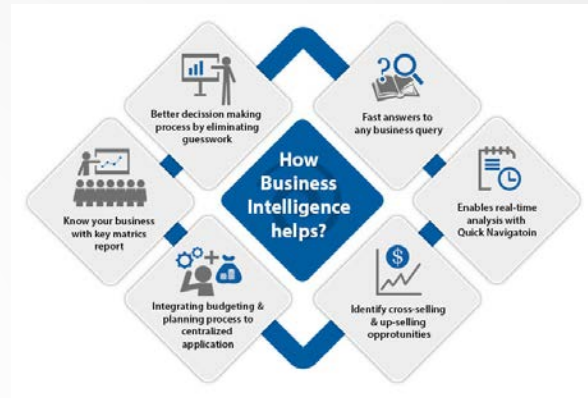 Better decission making
process by eliminating
guesswork
Fast answers to
any business query
How
Business
Intelligence
helps?
Know your business
with key matrics
report
Enables real-time
analysis with
Quick Navigatoin
Integrating budgeting &
planning process to
centralized
application
Identify cross-selling
& up-selling
opprotunities